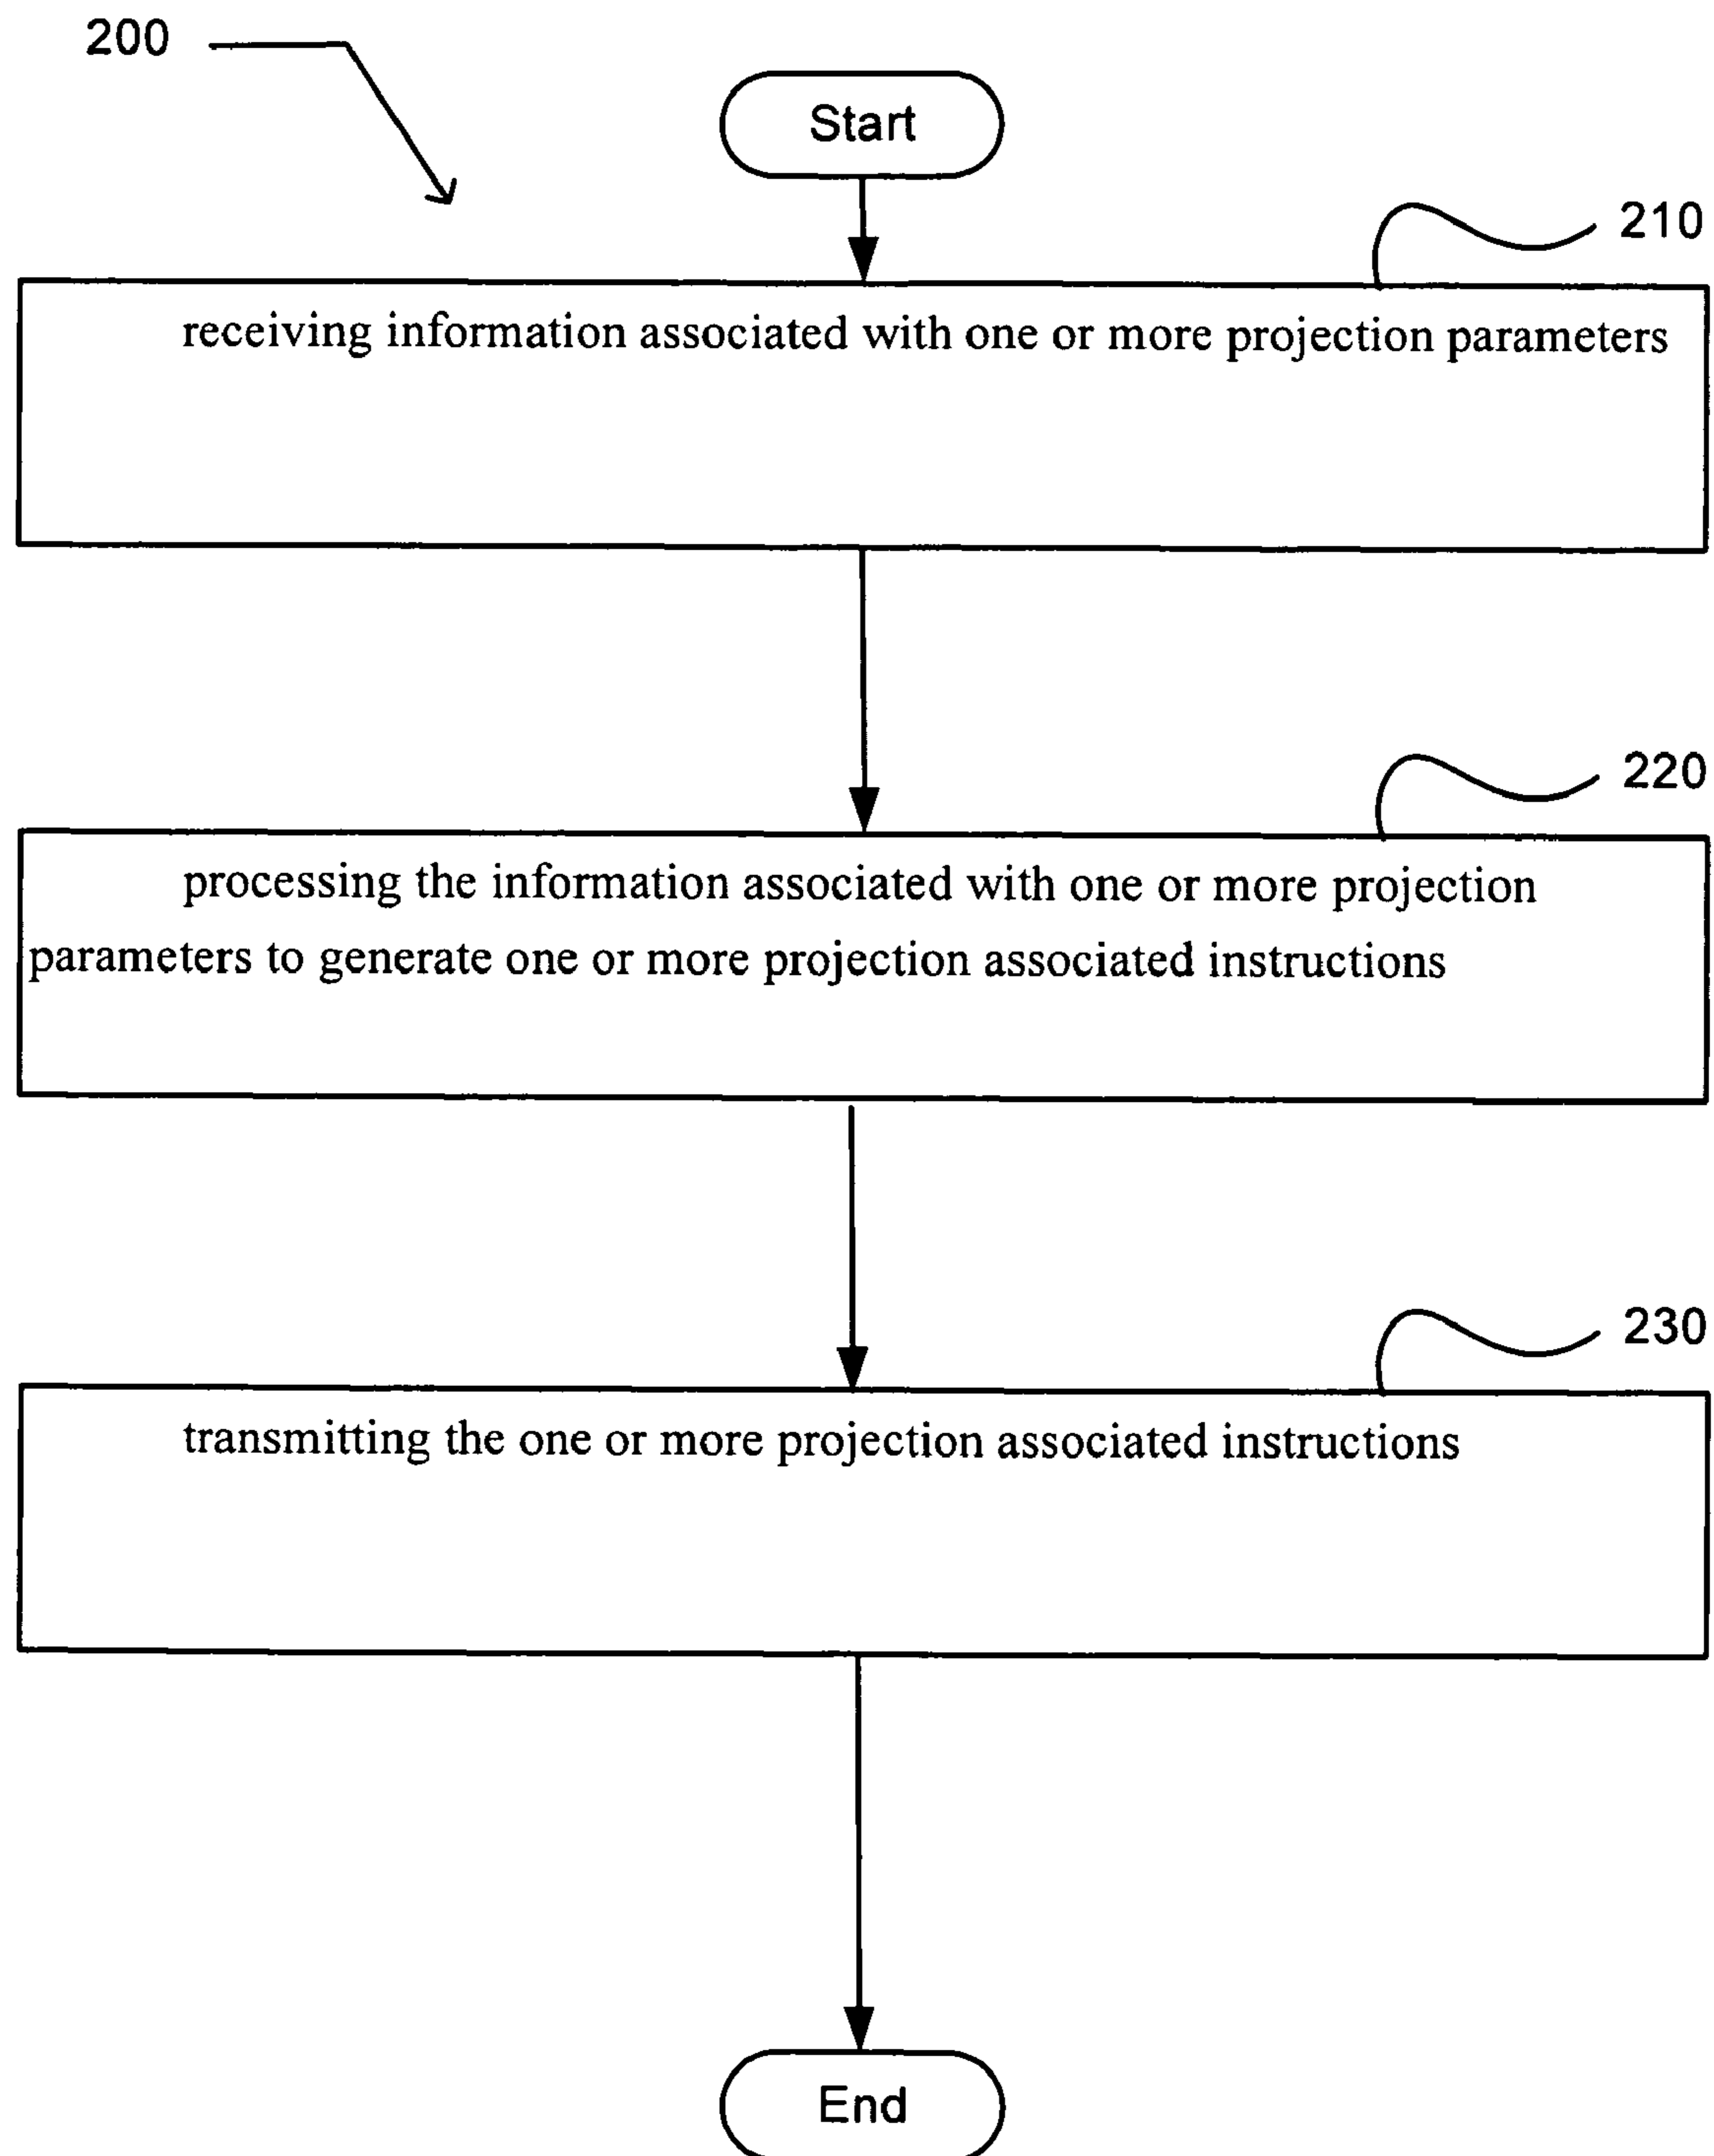 200
Start
210
receiving information associated with one or more projection parameters
220
processing the information associated with one or more projection
parameters to generate one or more projection associated instructions
230
transmitting the one or more projection associated instructions
End